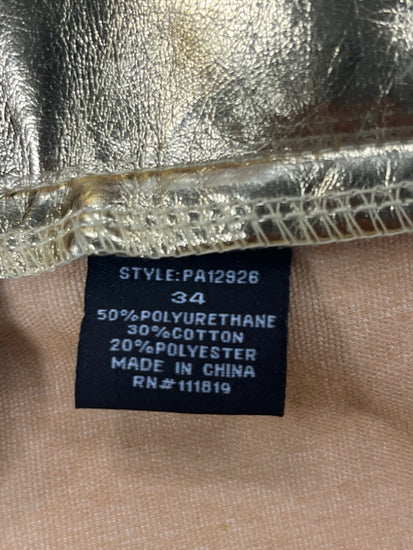 STYLE:PA12926
34
50%POLYURETHANE
30%COTTON
20%POLYESTER
MADE IN CHINA
RN#111819